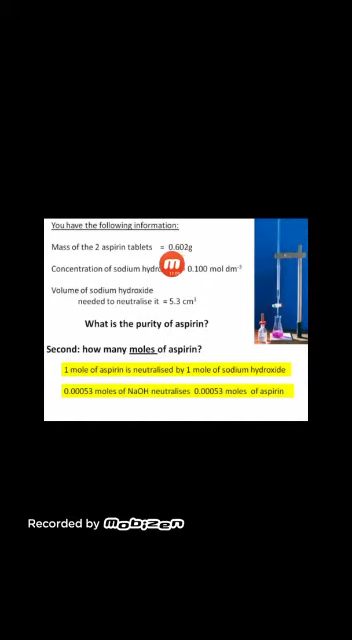 You have the following information:
Mass of the 2 aspirin tablets = 0.602g
Concentration of sodium 0.100 mol dm⁻³
Volume of sodium hydroxide
needed to neutralise it = 5.3 cm³
What is the purity of aspirin?
Second: how many moles of aspirin?
1 mole of aspirin is neutralised by 1 mole of sodium hydroxide
0.00053 moles of NaOH neutralises 0.00053 moles of aspirin
Recorded by mobizen